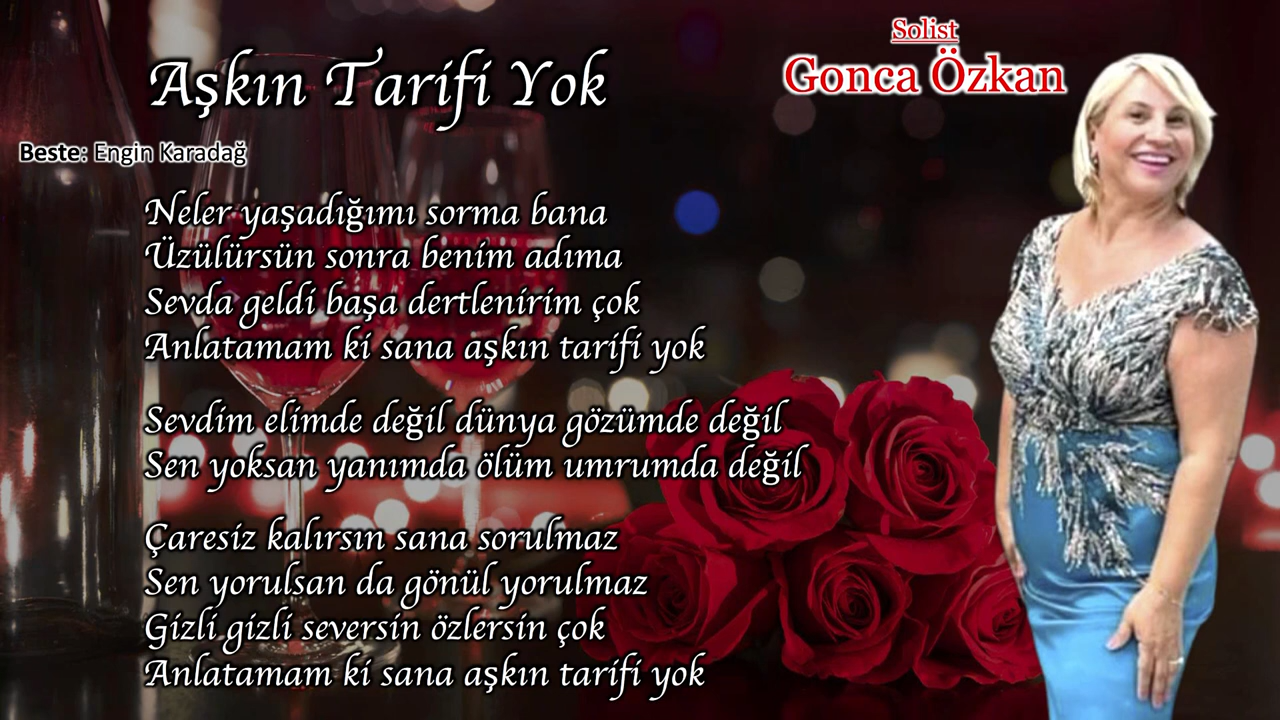 Solist
Gonca Özkan
Aşkın Tarifi Yok
Beste: Engin Karadağ
Neler yaşadığımı sorma bana
Üzülürsün sonra benim adıma
Sevda geldi başa dertlenirim çok
Anlatamam ki sana aşkın tarifi yok
Sevdim elimde değil dünya gözümde değil
Sen yoksan yanımda ölüm umrumda değil
Çaresiz kalırsın sana sorulmaz
Sen yorulsan da gönül yorulmaz
Gizli gizli seversin özlersin çok
Anlatamam ki sana aşkın tarifi yok